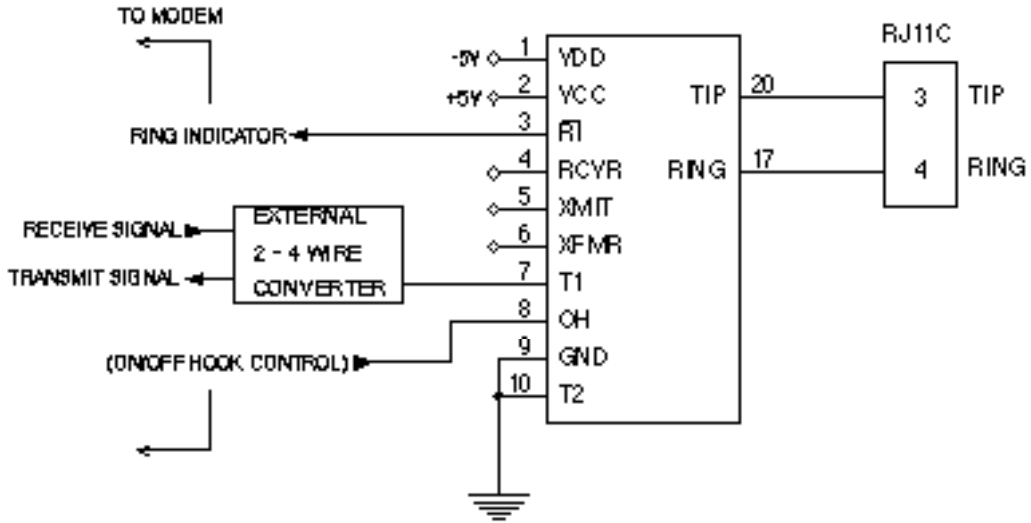 TO MODEM
RJ11C
-5V 1 VDD
+5V 2 VCC TIP 20 3 TIP
RING INDICATOR 3 RI
4 RCVR RING 17 4 RING
5 XMIT
6 XFMR
RECEIVE SIGNAL
TRANSMIT SIGNAL
EXTERNAL
2 - 4 WIRE
CONVERTER
7 T1
8 OH
(ON/OFF HOOK CONTROL)
9 GND
10 T2